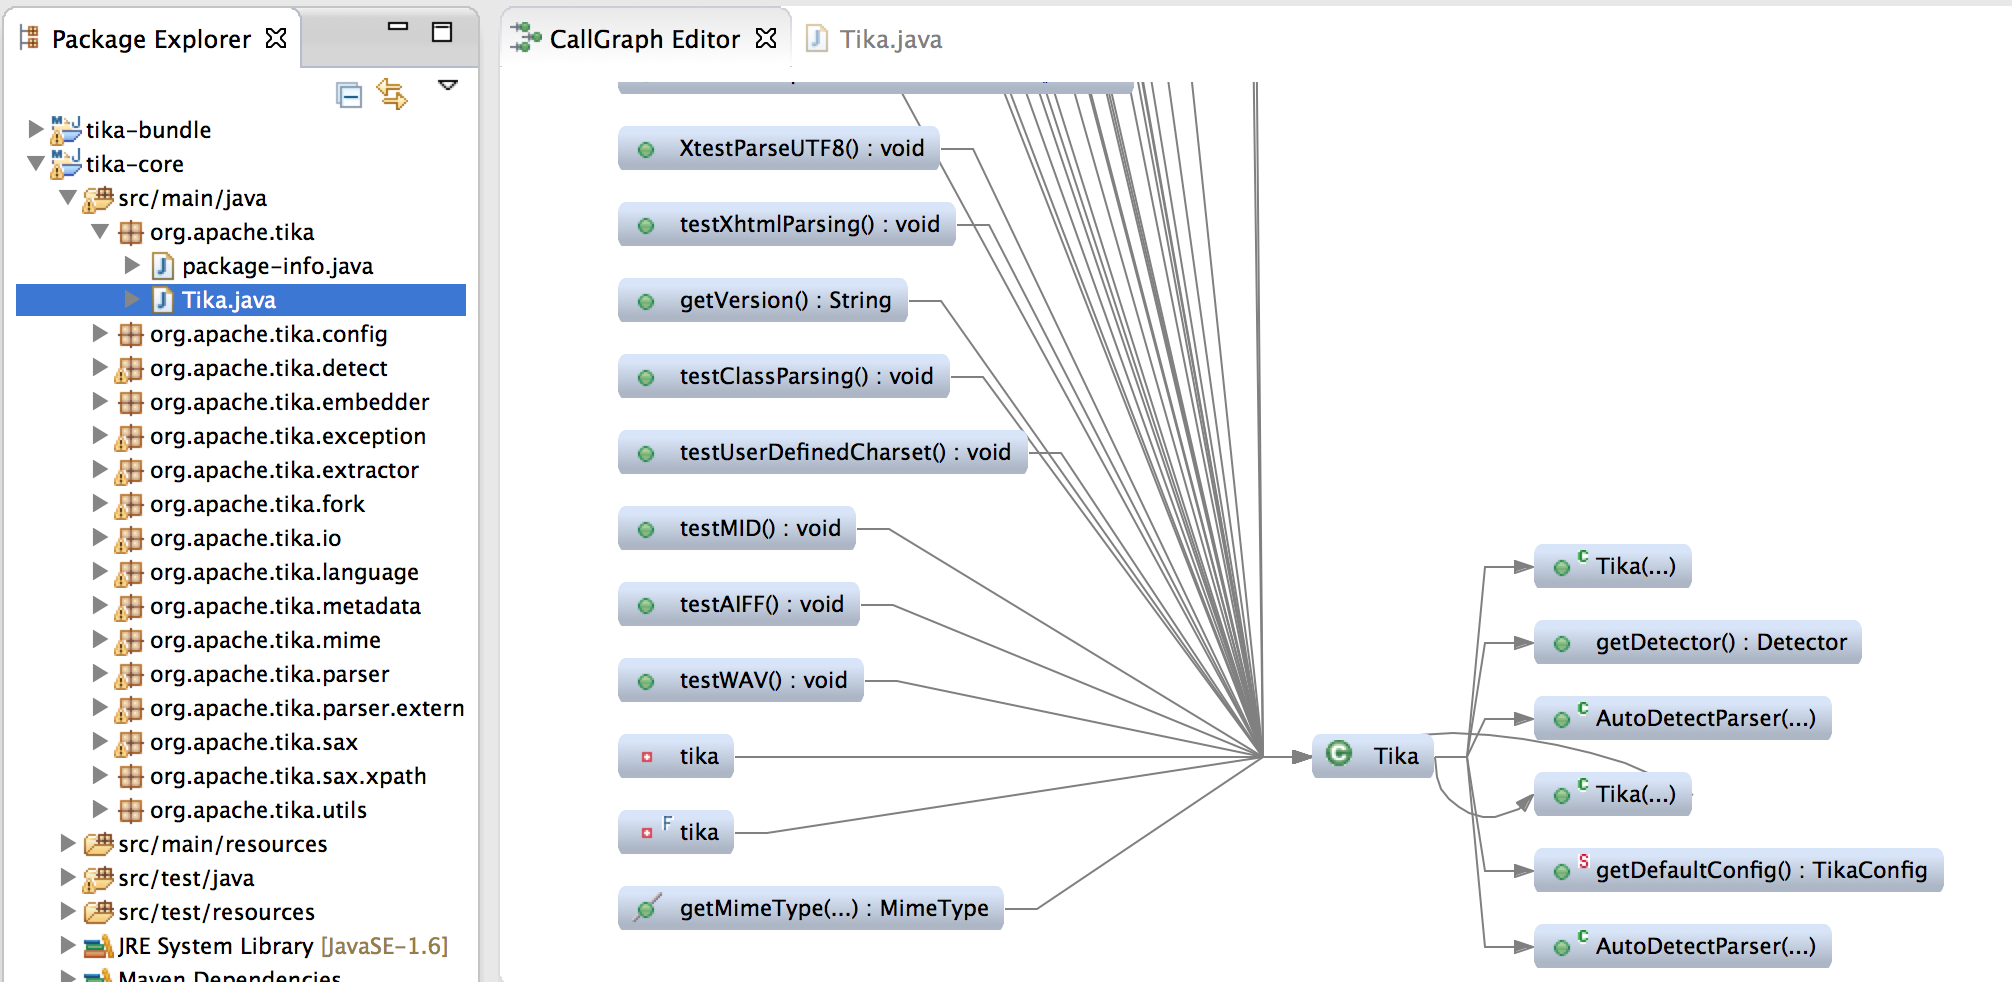 Package Explorer
tika-bundle
tika-core
src/main/java
org.apache.tika
package-info.java
Tika.java
org.apache.tika.config
org.apache.tika.detect
org.apache.tika.embedder
org.apache.tika.exception
org.apache.tika.extractor
org.apache.tika.fork
org.apache.tika.io
org.apache.tika.language
org.apache.tika.metadata
org.apache.tika.mime
org.apache.tika.parser
org.apache.tika.parser.extern
org.apache.tika.sax
org.apache.tika.sax.xpath
org.apache.tika.utils
src/main/resources
src/test/java
src/test/resources
JRE System Library [JavaSE-1.6]
Maven Dependencies
CallGraph Editor
Tika.java
XtestParseUTF8() : void
testXhtmlParsing() : void
getVersion() : String
testClassParsing() : void
testUserDefinedCharset() : void
testMID() : void
testAIFF() : void
testWAV() : void
tika
F tika
getMimeType(...) : MimeType
C Tika
C Tika(...)
getDetector() : Detector
C AutoDetectParser(...)
C Tika(...)
S getDefaultConfig() : TikaConfig
C AutoDetectParser(...)